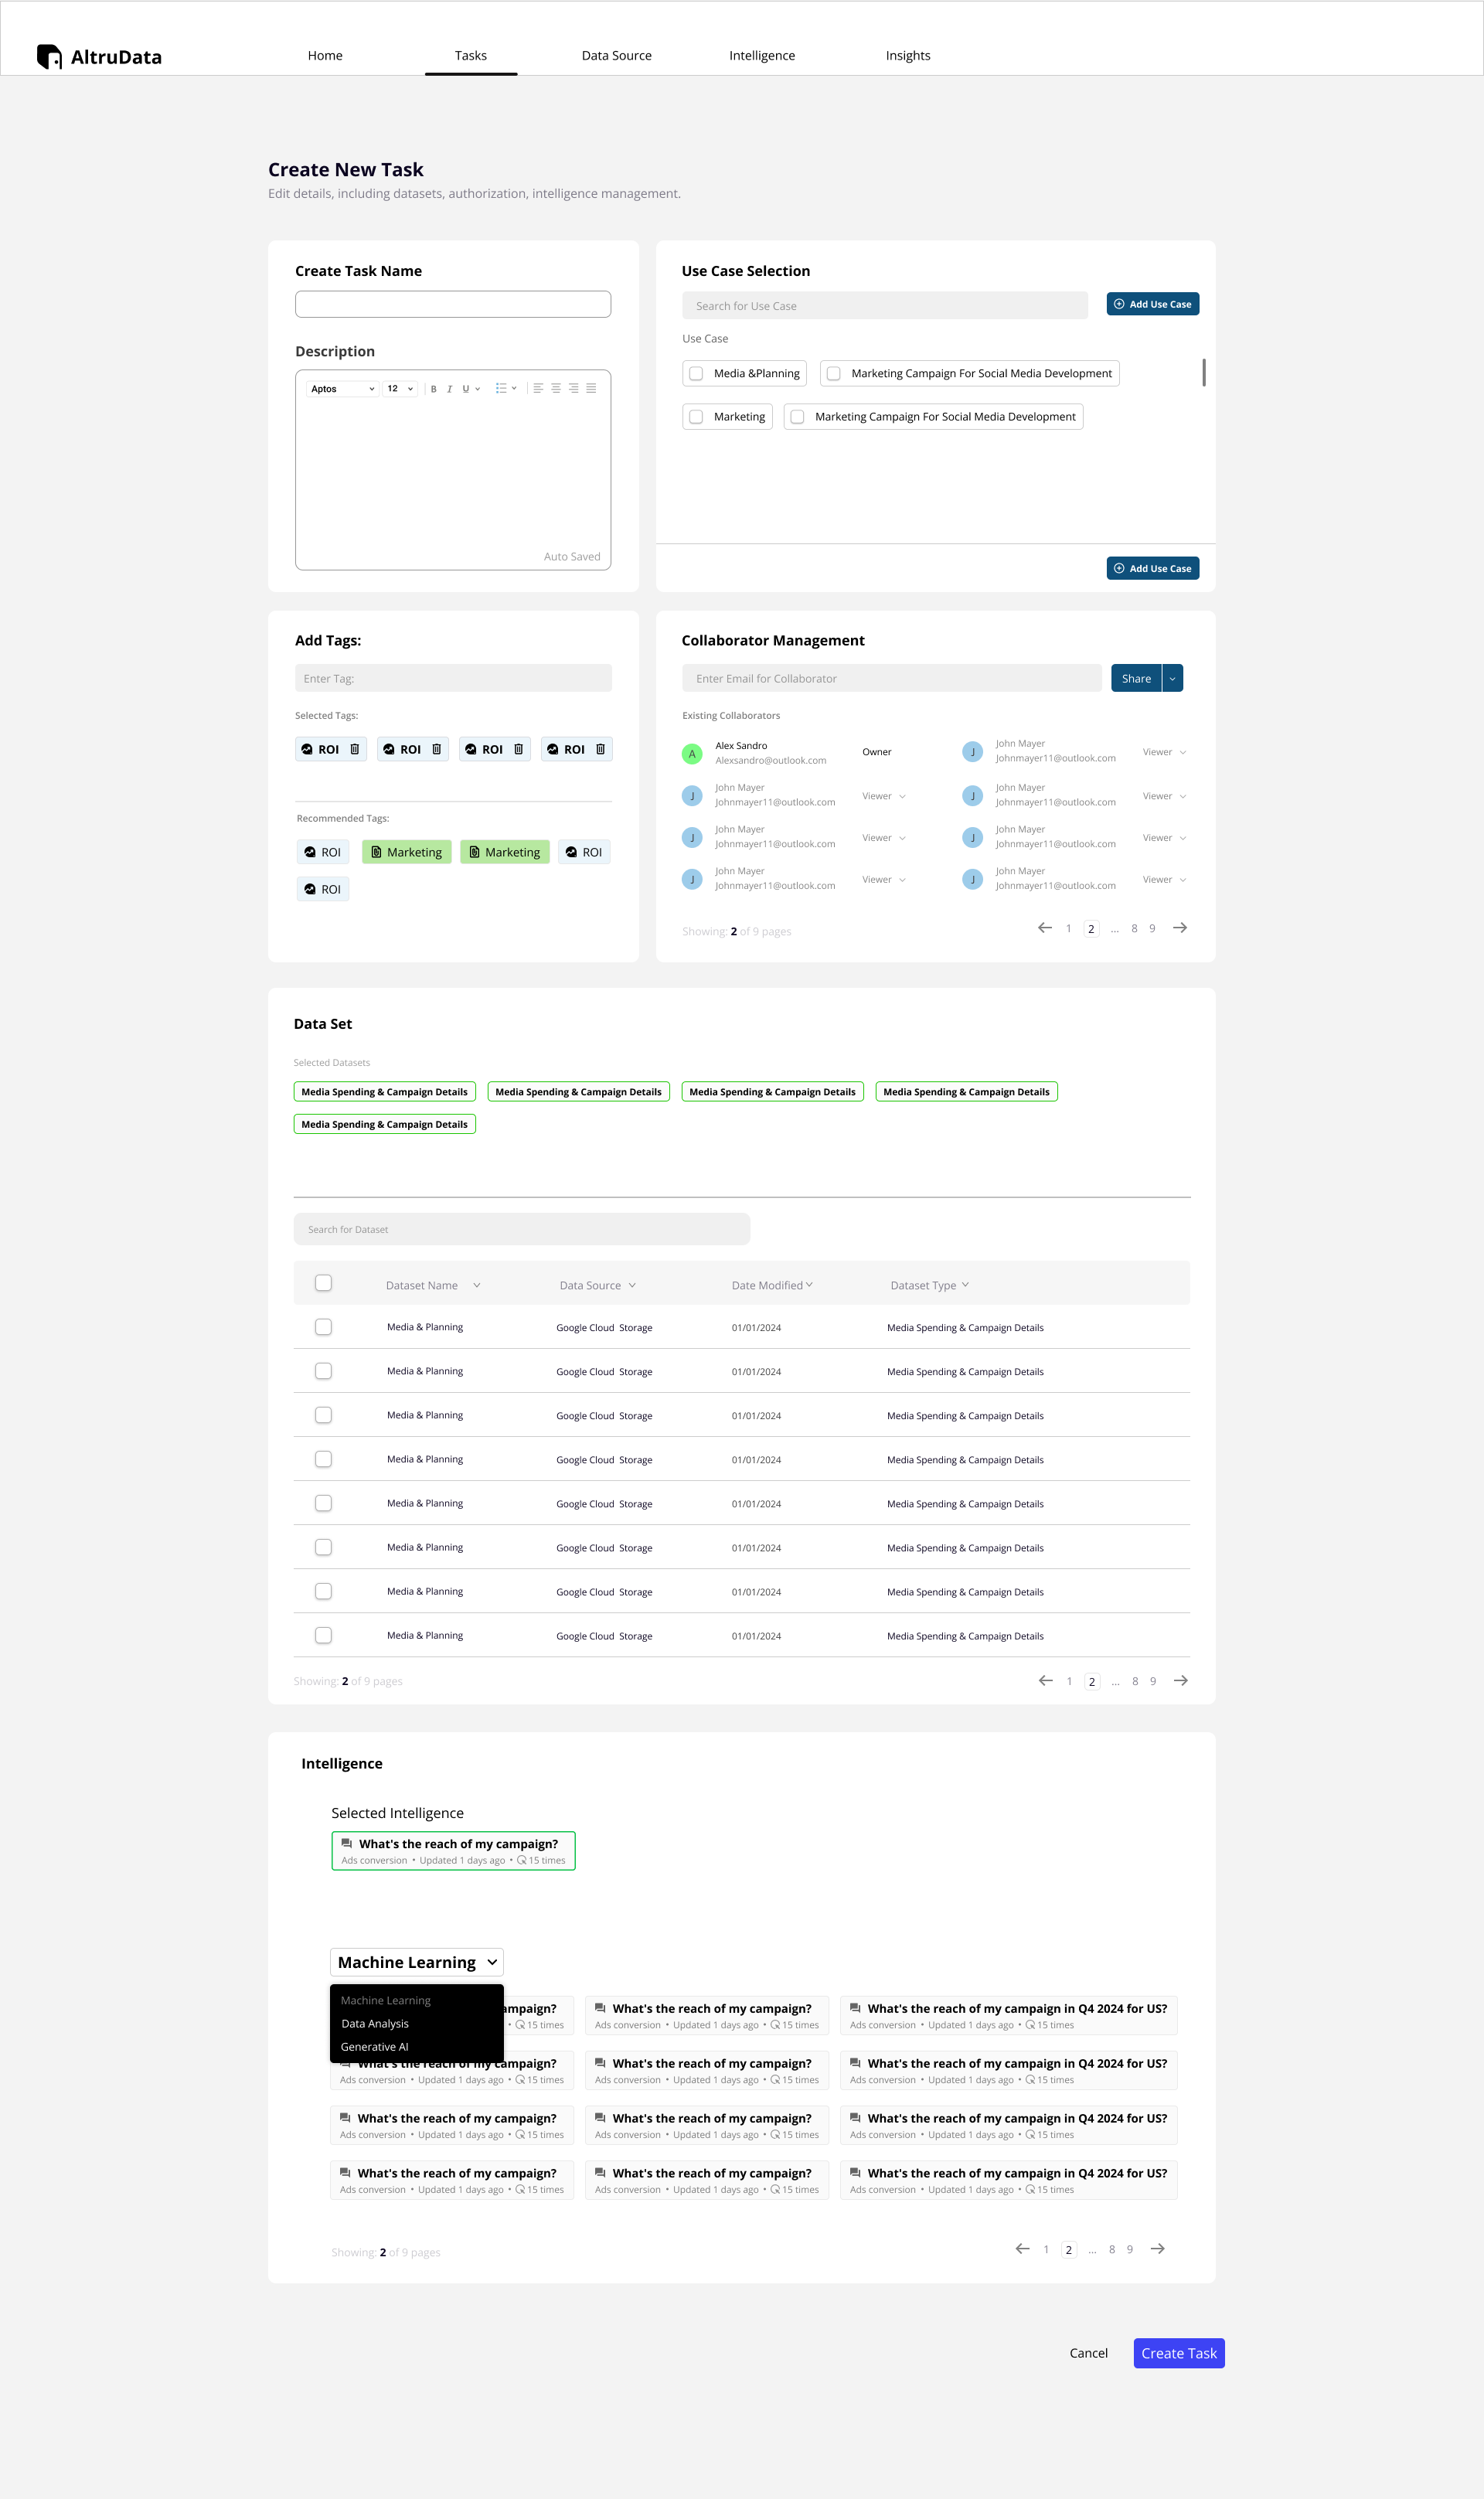 AltruData
Home
Tasks
Data Source
Intelligence
Insights
Create New Task
Edit details, including datasets, authorization, intelligence management.
Create Task Name
Description
Aptos 12 B I U
Auto Saved
Use Case Selection
Search for Use Case
Add Use Case
Use Case
Media &Planning
Marketing Campaign For Social Media Development
Marketing
Marketing Campaign For Social Media Development
Add Use Case
Add Tags:
Enter Tag:
Selected Tags:
ROI ROI ROI ROI
Recommended Tags:
ROI Marketing Marketing ROI
ROI
Collaborator Management
Enter Email for Collaborator
Share
Existing Collaborators
A Alex Sandro
Alexsandro@outlook.com
Owner
J John Mayer
Johnmayer11@outlook.com
Viewer
J John Mayer
Johnmayer11@outlook.com
Viewer
J John Mayer
Johnmayer11@outlook.com
Viewer
J John Mayer
Johnmayer11@outlook.com
Viewer
J John Mayer
Johnmayer11@outlook.com
Viewer
J John Mayer
Johnmayer11@outlook.com
Viewer
J John Mayer
Johnmayer11@outlook.com
Viewer
Showing: 2 of 9 pages
1 2 ... 8 9
Data Set
Selected Datasets
Media Spending & Campaign Details Media Spending & Campaign Details Media Spending & Campaign Details Media Spending & Campaign Details
Media Spending & Campaign Details
Search for Dataset
Dataset Name Data Source Date Modified Dataset Type
Media & Planning Google Cloud Storage 01/01/2024 Media Spending & Campaign Details
Media & Planning Google Cloud Storage 01/01/2024 Media Spending & Campaign Details
Media & Planning Google Cloud Storage 01/01/2024 Media Spending & Campaign Details
Media & Planning Google Cloud Storage 01/01/2024 Media Spending & Campaign Details
Media & Planning Google Cloud Storage 01/01/2024 Media Spending & Campaign Details
Media & Planning Google Cloud Storage 01/01/2024 Media Spending & Campaign Details
Media & Planning Google Cloud Storage 01/01/2024 Media Spending & Campaign Details
Media & Planning Google Cloud Storage 01/01/2024 Media Spending & Campaign Details
Showing: 2 of 9 pages
1 2 ... 8 9
Intelligence
Selected Intelligence
What's the reach of my campaign?
Ads conversion • Updated 1 days ago • 15 times
Machine Learning
Machine Learning
Data Analysis
Generative AI
campaign? What's the reach of my campaign? What's the reach of my campaign in Q4 2024 for US?
• 15 times Ads conversion • Updated 1 days ago • 15 times Ads conversion • Updated 1 days ago • 15 times
What's the reach of my campaign? What's the reach of my campaign? What's the reach of my campaign in Q4 2024 for US?
Ads conversion • Updated 1 days ago • 15 times Ads conversion • Updated 1 days ago • 15 times Ads conversion • Updated 1 days ago • 15 times
What's the reach of my campaign? What's the reach of my campaign? What's the reach of my campaign in Q4 2024 for US?
Ads conversion • Updated 1 days ago • 15 times Ads conversion • Updated 1 days ago • 15 times Ads conversion • Updated 1 days ago • 15 times
What's the reach of my campaign? What's the reach of my campaign? What's the reach of my campaign in Q4 2024 for US?
Ads conversion • Updated 1 days ago • 15 times Ads conversion • Updated 1 days ago • 15 times Ads conversion • Updated 1 days ago • 15 times
Showing: 2 of 9 pages
1 2 ... 8 9
Cancel
Create Task